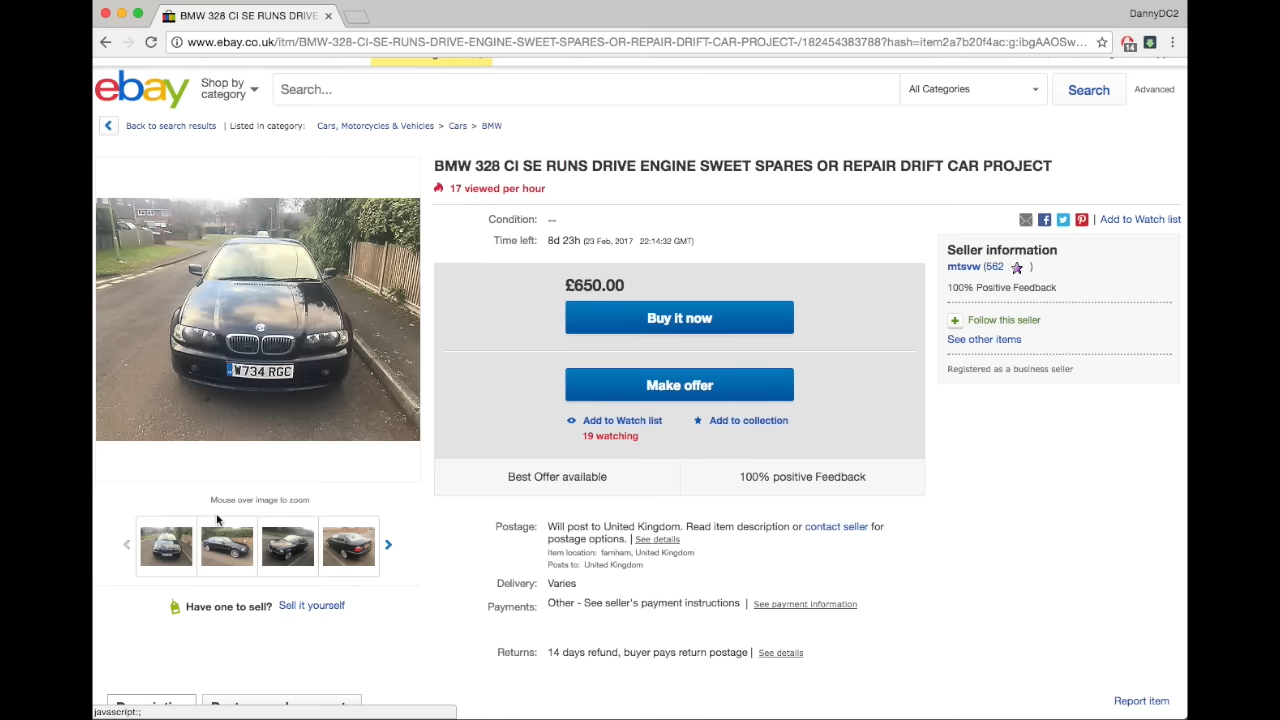 BMW 328 CI SE RUNS DRIVE
DannyDC2
www.ebay.co.uk/itm/BMW-328-CI-SE-RUNS-DRIVE-ENGINE-SWEET-SPARES-OR-REPAIR-DRIFT-CAR-PROJECT-/182454383788?hash=item2a7b20f4ac:g:ibgAAOSw...
14
ebay
Shop by
category
Search...
All Categories
Search
Advanced
Back to search results | Listed in category: Cars, Motorcycles & Vehicles > Cars > BMW
BMW 328 CI SE RUNS DRIVE ENGINE SWEET SPARES OR REPAIR DRIFT CAR PROJECT
17 viewed per hour
Condition: --
Time left: 8d 23h (23 Feb, 2017 22:14:32 GMT)
| Add to Watch list
Seller information
mtsvw (562 )
100% Positive Feedback
Follow this seller
See other items
Registered as a business seller
£650.00
Buy it now
Make offer
Add to Watch list
Add to collection
19 watching
Best Offer available
100% positive Feedback
W734 RGC
Mouse over image to zoom
Have one to sell? Sell it yourself
Postage: Will post to United Kingdom. Read item description or contact seller for
postage options. | See details
Item location: farnham, United Kingdom
Posts to: United Kingdom
Delivery: Varies
Payments: Other - See seller's payment instructions | See payment information
Returns: 14 days refund, buyer pays return postage | See details
Report item
javascript:;